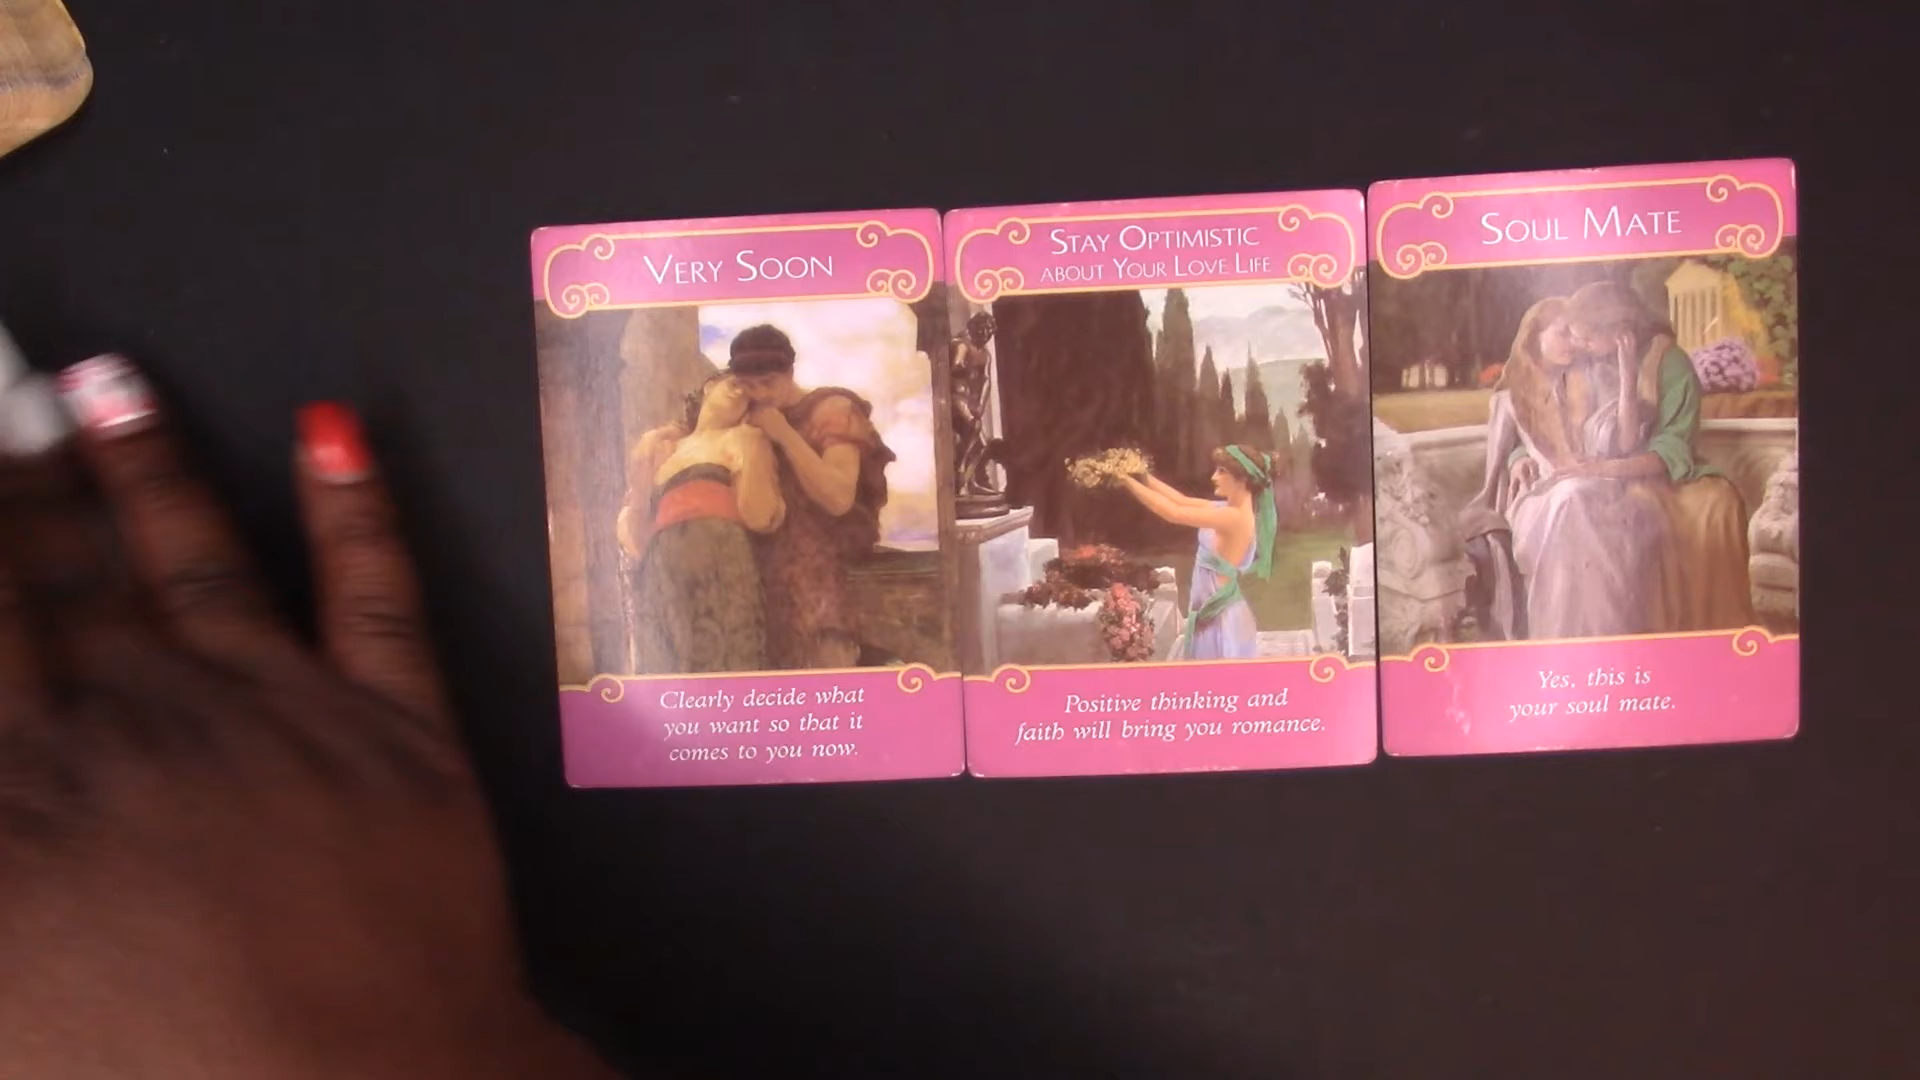 VERY SOON
Clearly decide what
you want so that it
comes to you now.
STAY OPTIMISTIC
ABOUT YOUR LOVE LIFE
Positive thinking and
faith will bring you romance.
SOUL MATE
Yes, this is
your soul mate.